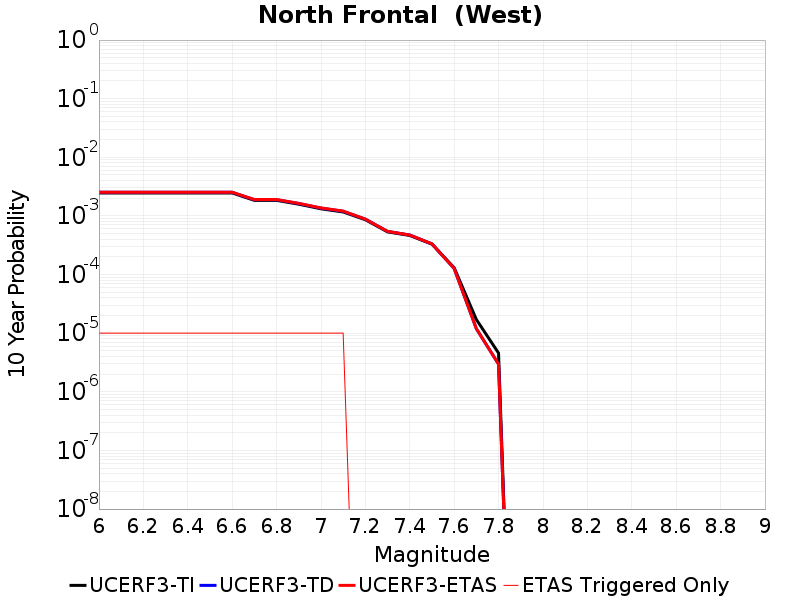 North Frontal  (West)
10^0
10^-1
10^-2
10^-3
10^-4
10^-5
10^-6
10^-7
10^-8
10 Year Probability
6 6.2 6.4 6.6 6.8 7 7.2 7.4 7.6 7.8 8 8.2 8.4 8.6 8.8 9
Magnitude
UCERF3-TI UCERF3-TD UCERF3-ETAS ETAS Triggered Only